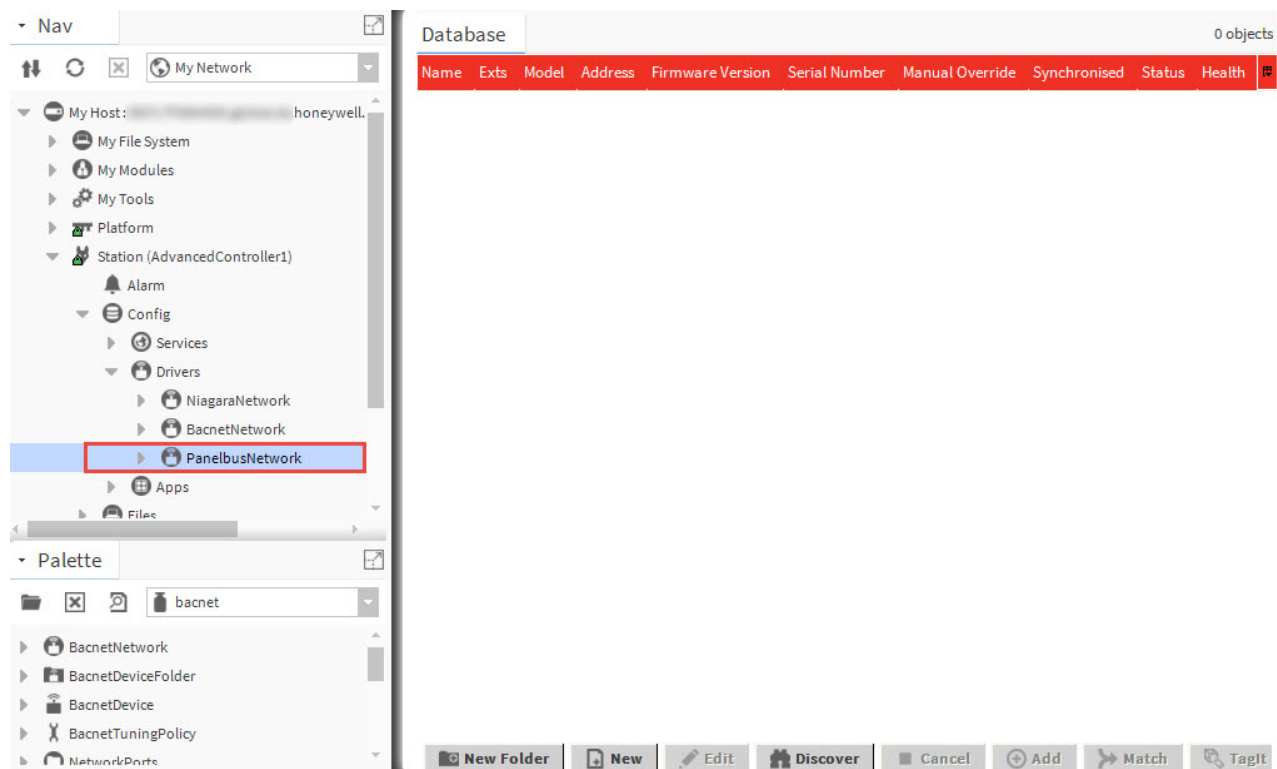 Nav
My Network
My Host : honeywell.
My File System
My Modules
My Tools
Platform
Station (AdvancedController1)
Alarm
Config
Services
Drivers
NiagaraNetwork
BacnetNetwork
PanelbusNetwork
Apps
Files
Palette
bacnet
BacnetNetwork
BacnetDeviceFolder
BacnetDevice
BacnetTuningPolicy
NetworkPorts
Database 0 objects
Name Exts Model Address Firmware Version Serial Number Manual Override Synchronised Status Health
New Folder New Edit Discover Cancel Add Match TagIt